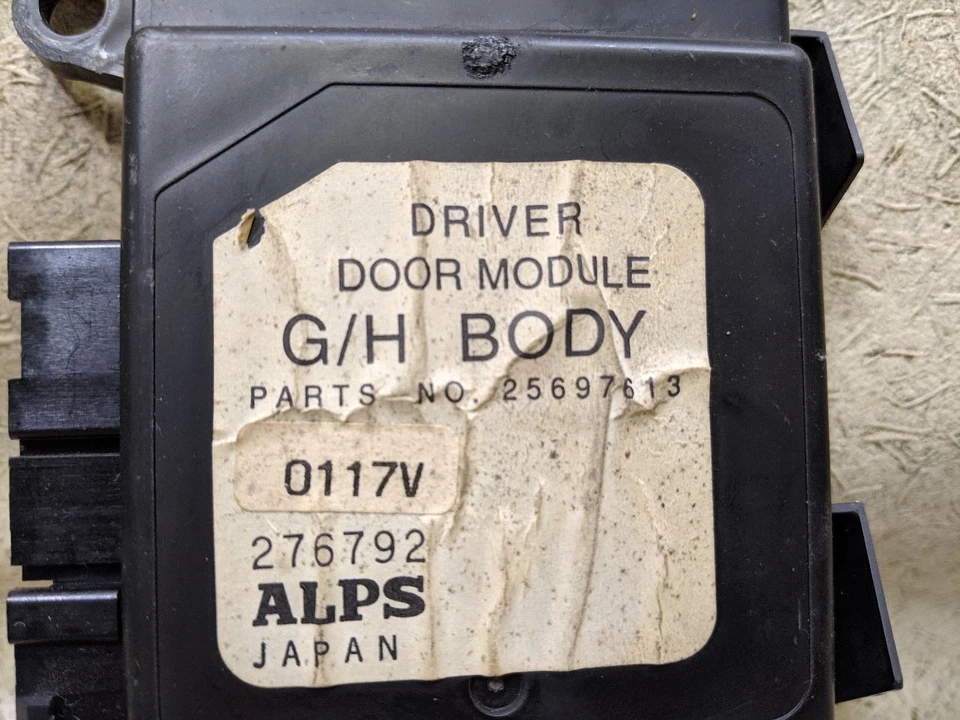 DRIVER
DOOR MODULE
G/H BODY
PARTS NO. 25697613
0117V
276792
ALPS
JAPAN